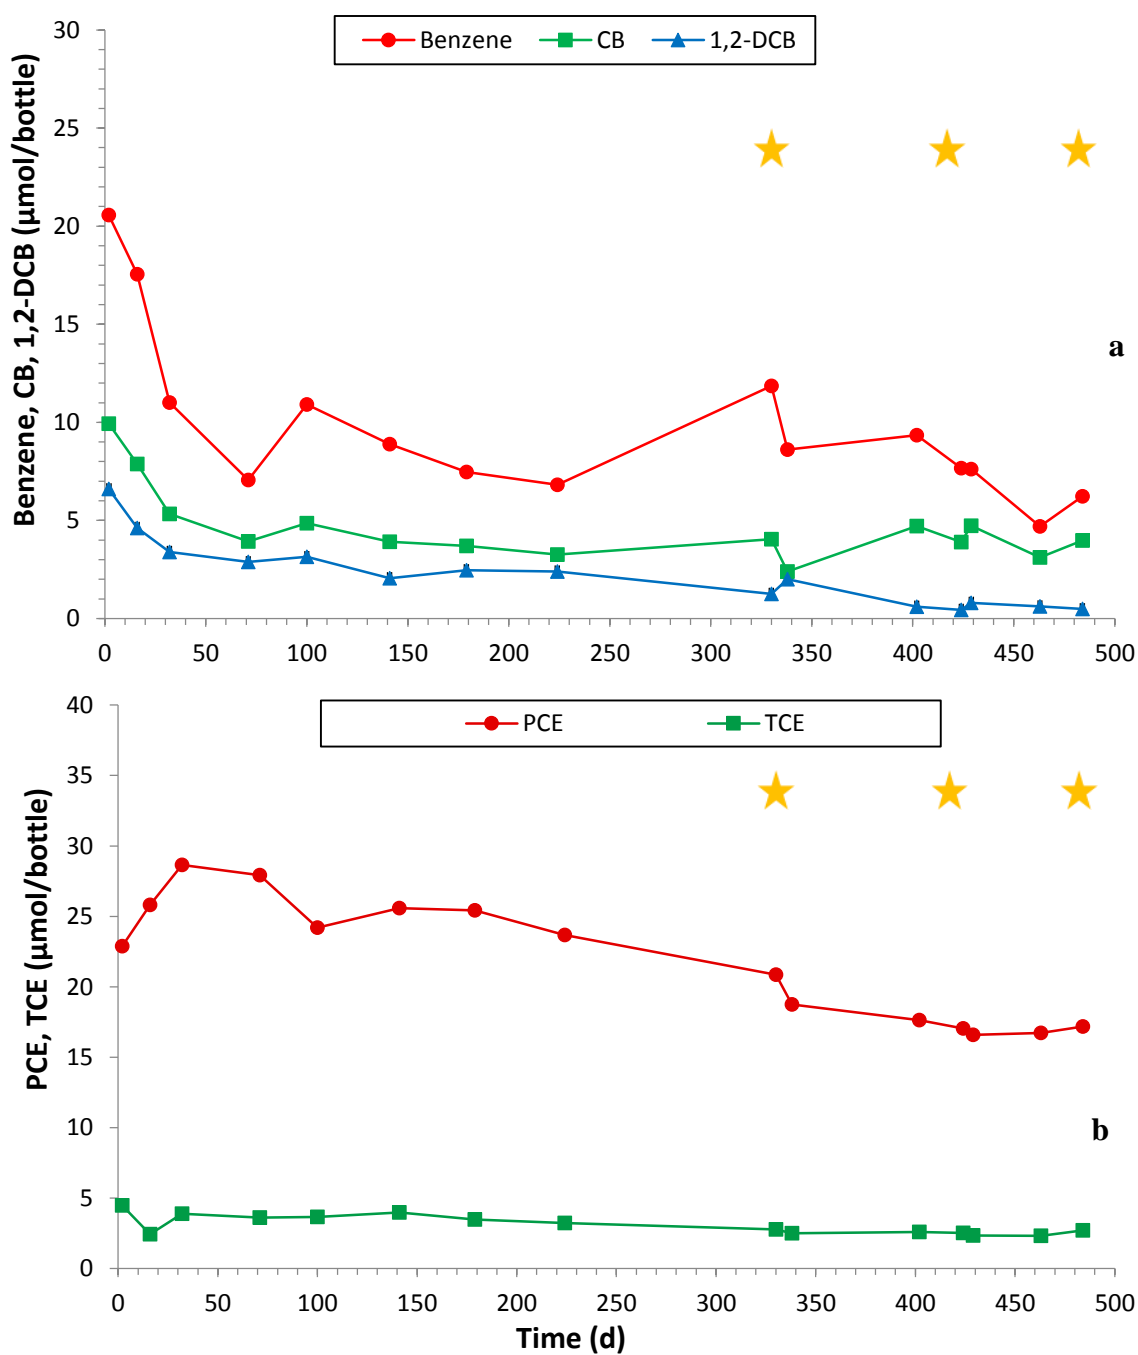 Benzene CB 1,2-DCB
Benzene, CB, 1,2-DCB (µmol/bottle)
30
25
20
15
10
5
0
a
0 50 100 150 200 250 300 350 400 450 500
PCE TCE
PCE, TCE (µmol/bottle)
40
35
30
25
20
15
10
5
0
b
0 50 100 150 200 250 300 350 400 450 500
Time (d)